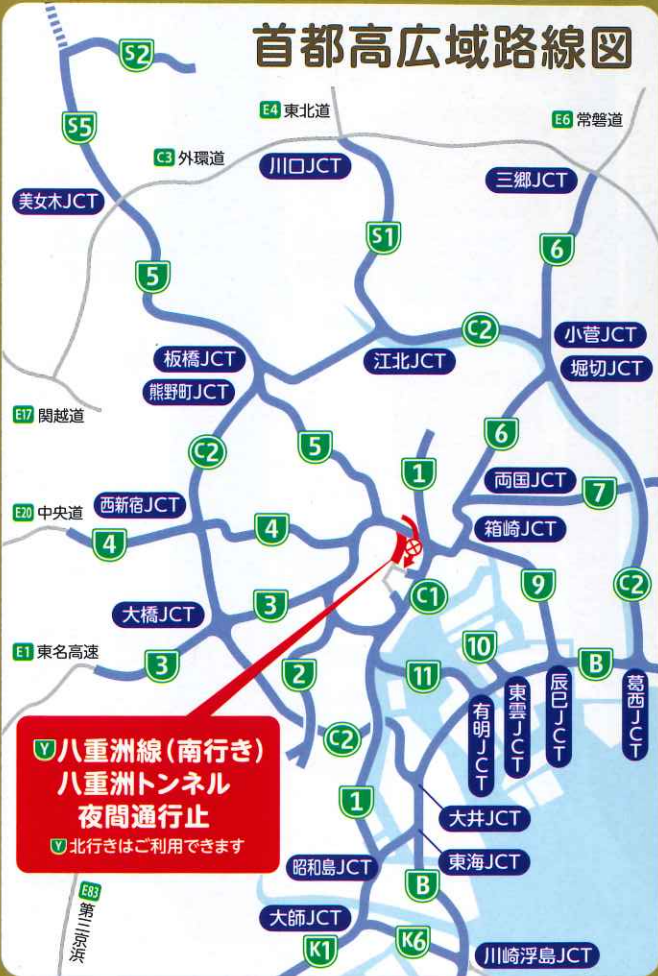 首都高広域路線図
S2
E4 東北道
E6 常磐道
S5
C3 外環道
川口JCT
三郷JCT
美女木JCT
S1
6
5
C2
小菅JCT
板橋JCT
江北JCT
堀切JCT
熊野町JCT
E17 関越道
C2
5
1
6
両国JCT
7
西新宿JCT
E20 中央道
4
4
箱崎JCT
C1
9
C2
3
大橋JCT
E1 東名高速
3
2
11
10
B
有明JCT
東雲JCT
辰巳JCT
葛西JCT
Y 八重洲線(南行き)
八重洲トンネル
夜間通行止
Y 北行きはご利用できます
C2
1
大井JCT
東海JCT
昭和島JCT
B
E83 第三京浜
大師JCT
K1
K6
川崎浮島JCT